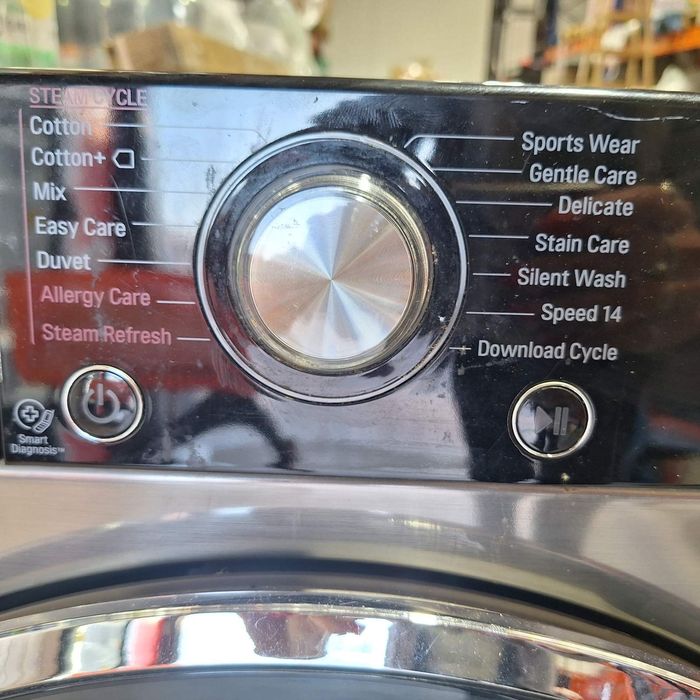 STEAM CYCLE
Cotton
Cotton+
Mix
Easy Care
Duvet
Allergy Care
Steam Refresh
Sports Wear
Gentle Care
Delicate
Stain Care
Silent Wash
Speed 14
Download Cycle
Smart
Diagnosis™